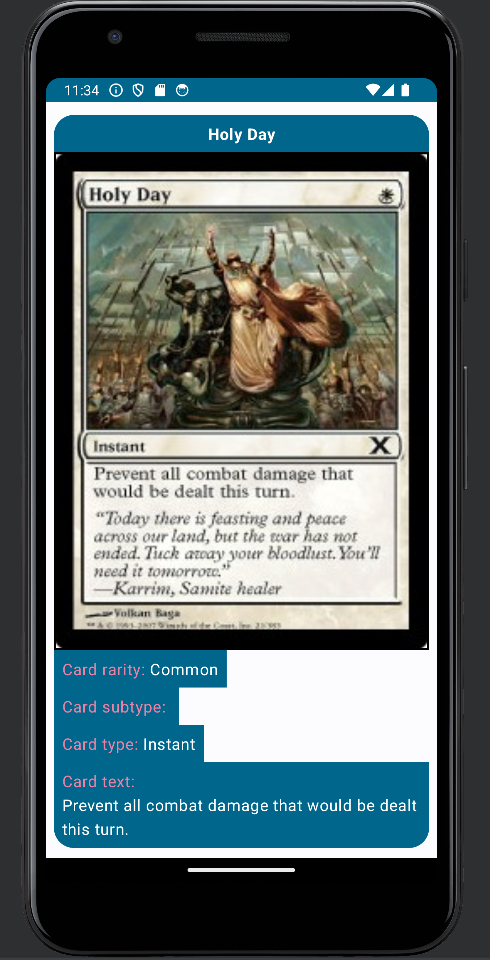 11:34
Holy Day
Holy Day
Instant
X
Prevent all combat damage that
would be dealt this turn.
“Today there is feasting and peace
across our land, but the war has not
ended. Tuck away your bloodlust. You’ll
need it tomorrow.”
—Karrim, Samite healer
Volkan Baga
Card rarity: Common
Card subtype:
Card type: Instant
Card text:
Prevent all combat damage that would be dealt
this turn.